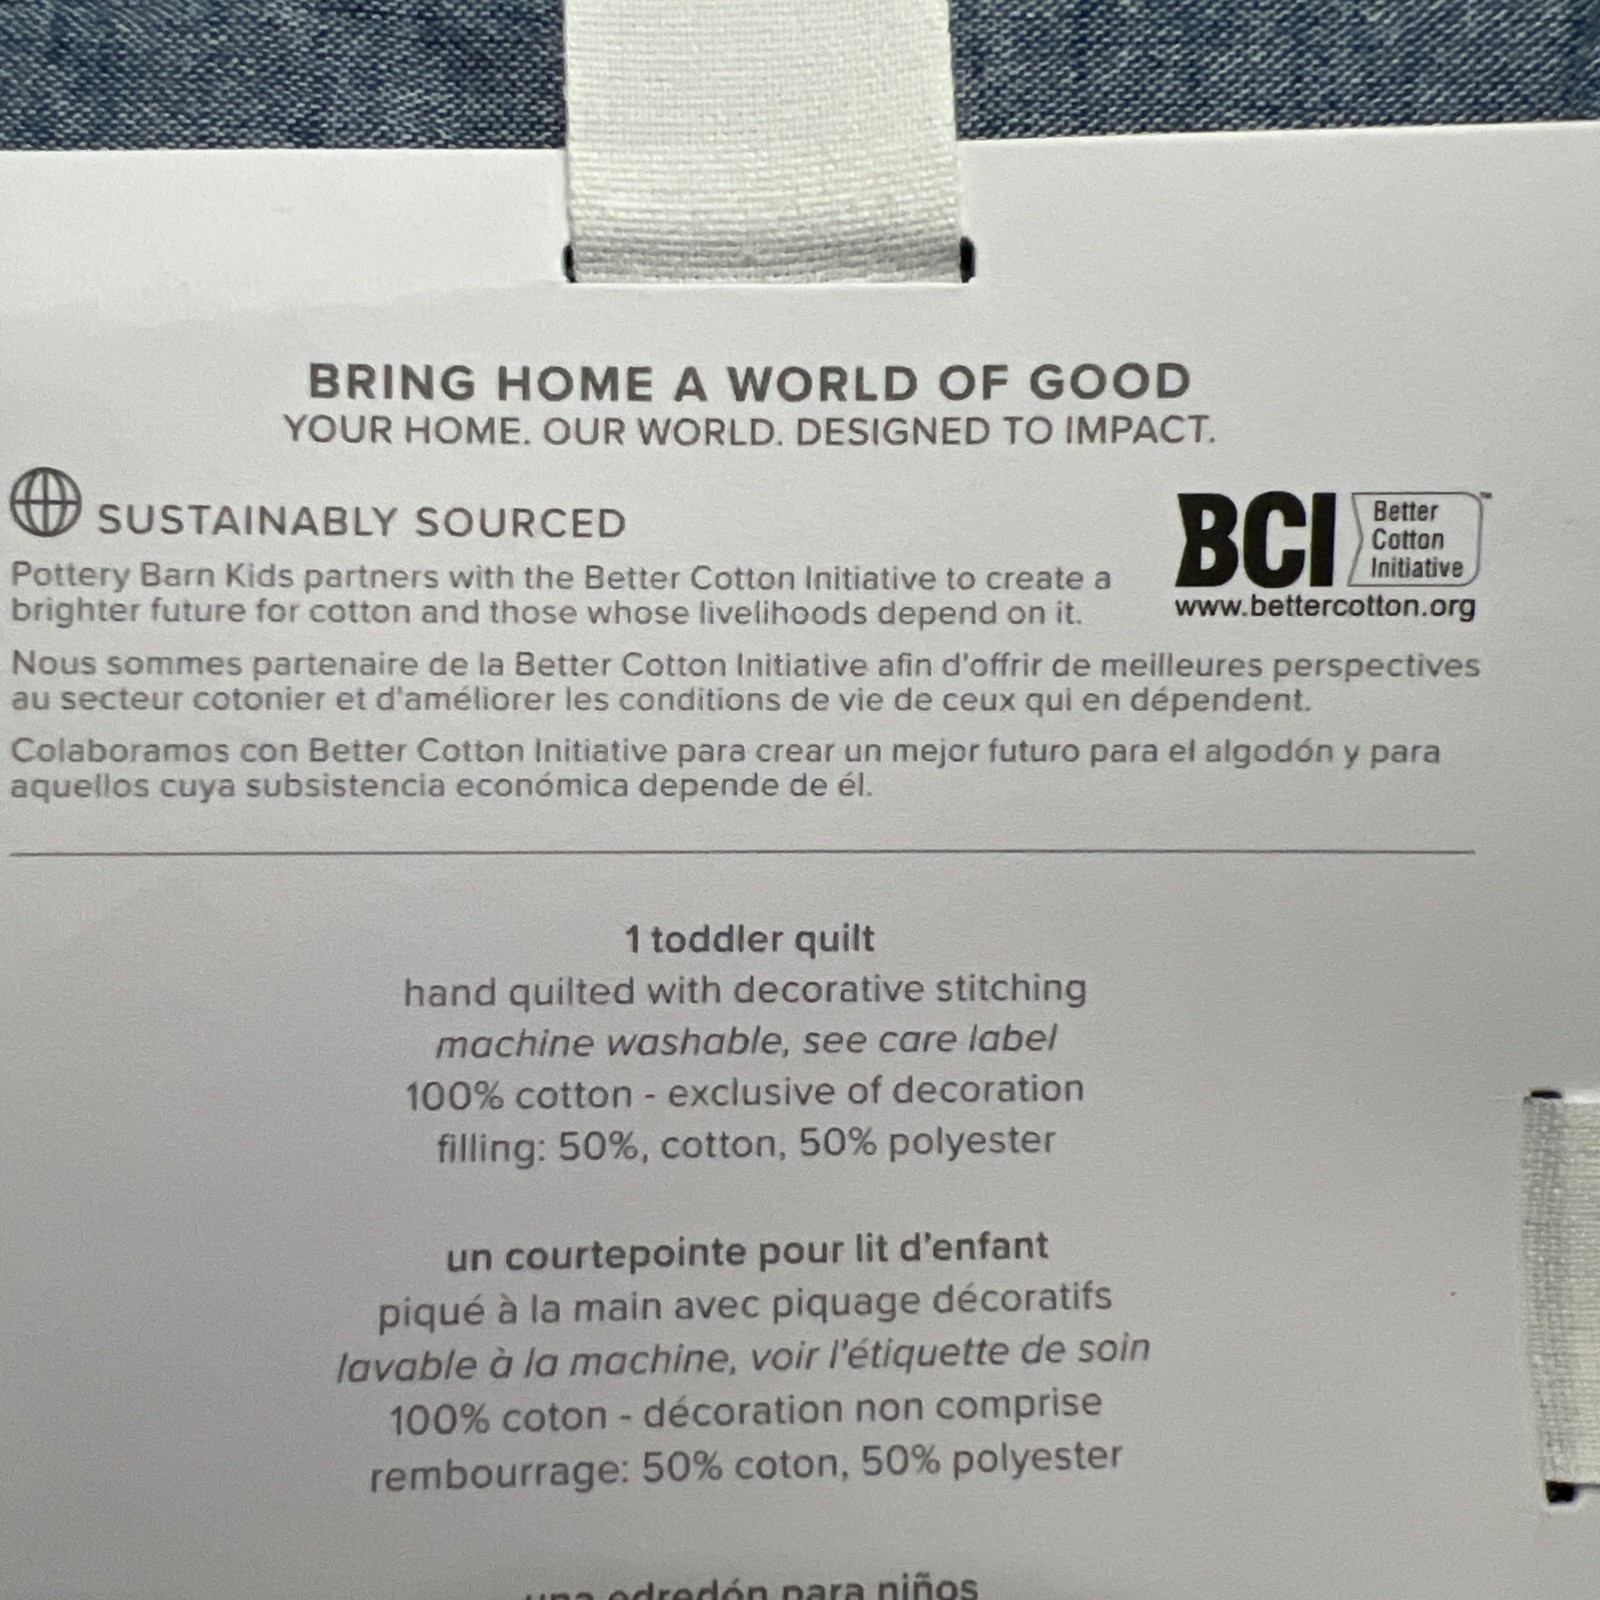 BRING HOME A WORLD OF GOOD
YOUR HOME. OUR WORLD. DESIGNED TO IMPACT.
SUSTAINABLY SOURCED
Pottery Barn Kids partners with the Better Cotton Initiative to create a
brighter future for cotton and those whose livelihoods depend on it.
BCI
Better
Cotton
Initiative
™
www.bettercotton.org
Nous sommes partenaire de la Better Cotton Initiative afin d'offrir de meilleures perspectives
au secteur cotonier et d'améliorer les conditions de vie de ceux qui en dépendent.
Colaboramos con Better Cotton Initiative para crear un mejor futuro para el algodón y para
aquellos cuya subsistencia económica depende de él.
1 toddler quilt
hand quilted with decorative stitching
machine washable, see care label
100% cotton - exclusive of decoration
filling: 50%, cotton, 50% polyester
un courtepointe pour lit d'enfant
piqué à la main avec piquage décoratifs
lavable à la machine, voir l'étiquette de soin
100% coton - décoration non comprise
rembourrage: 50% coton, 50% polyester
una edredón para niños